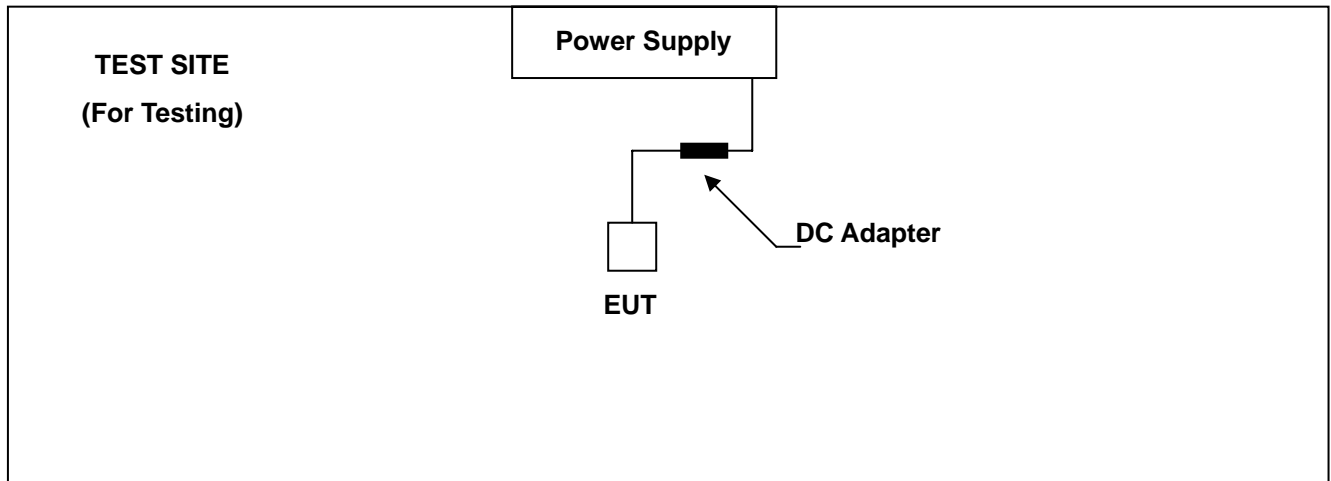 Power Supply
TEST SITE
(For Testing)
DC Adapter
EUT